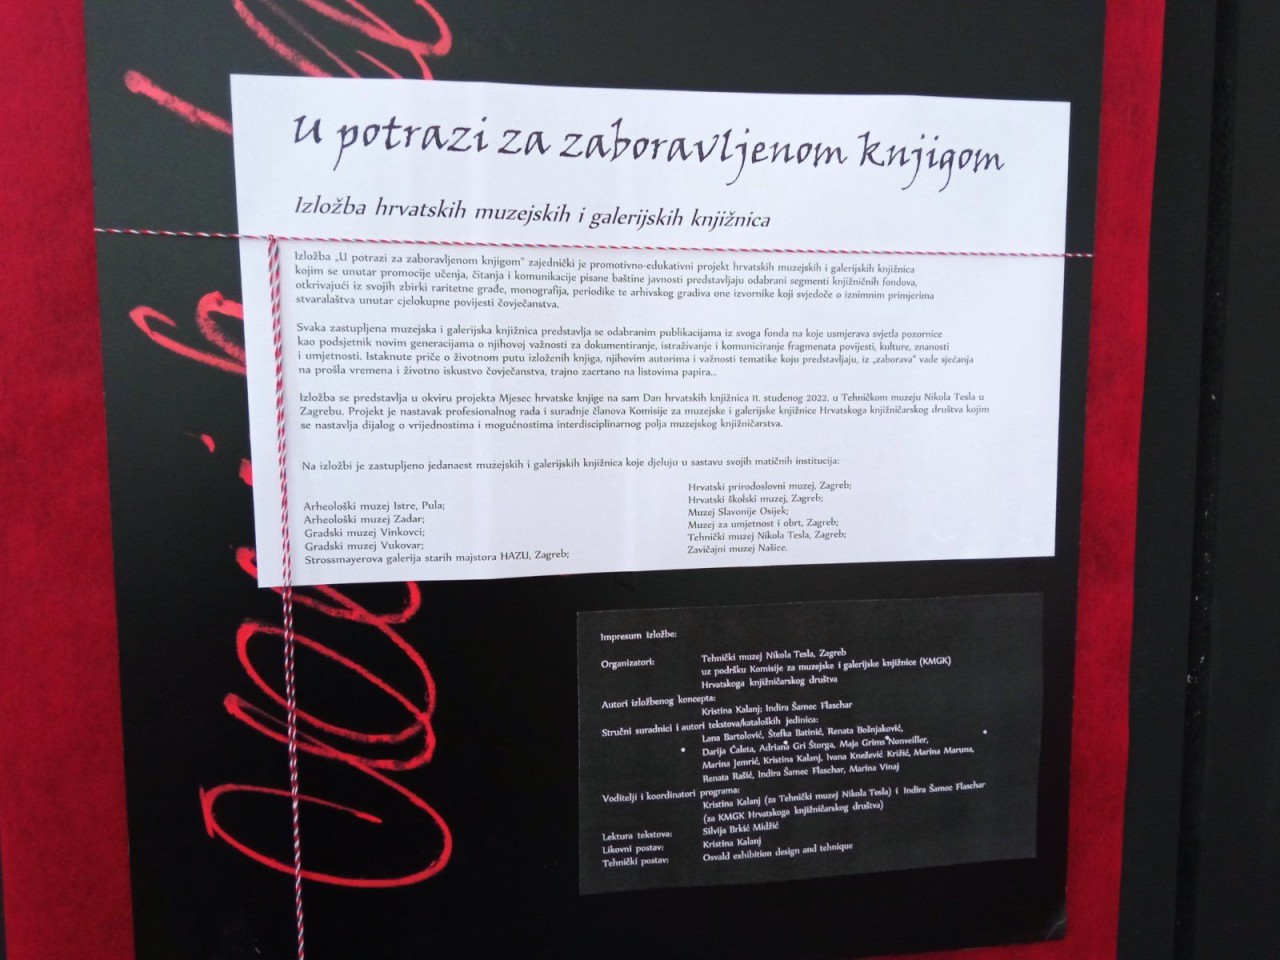 U potrazi za zaboravljenom knjigom
Izložba hrvatskih muzejskih i galerijskih knjižnica
Izložba „U potrazi za zaboravljenom knjigom" zajednički je promotivno-edukativni projekt hrvatskih muzejskih i galerijskih knjižnica
kojim se unutar promocije učenja, čitanja i komunikacije pisane baštine javnosti predstavljaju odabrani segmenti knjižničnih fondova,
otkrivajući iz svojih zbirki raritetne građe, monografija, periodike te arhivskog gradiva one izvornike koji svjedoče o iznimnim primjerima
stvaralaštva unutar cjelokupne povijesti čovječanstva.
Svaka zastupljena muzejska i galerijska knjižnica predstavlja se odabranim publikacijama iz svoga fonda na koje usmjerava svjetla pozornice
kao podsjetnik novim generacijama o njihovoj važnosti za dokumentiranje, istraživanje i komuniciranje fragmenata povijesti, kulture, znanosti
i umjetnosti. Istaknute priče o životnom putu izloženih knjiga, njihovim autorima i važnosti tematike koju predstavljaju, iz „zaborava" vade sjećanja
na prošla vremena i životno iskustvo čovječanstva, trajno zacrtano na listovima papira...
Izložba se predstavlja u okviru projekta Mjesec hrvatske knjige na sam Dan hrvatskih knjižnica 11. studenog 2022. u Tehničkom muzeju Nikola Tesla u
Zagrebu. Projekt je nastavak profesionalnog rada i suradnje članova Komisije za muzejske i galerijske knjižnice Hrvatskoga knjižničarskog društva kojim
se nastavlja dijalog o vrijednostima i mogućnostima interdisciplinarnog polja muzejskog knjižničarstva.
Na izložbi je zastupljeno jedanaest muzejskih i galerijskih knjižnica koje djeluju u sastavu svojih matičnih institucija:
Arheološki muzej Istre, Pula;
Arheološki muzej Zadar;
Gradski muzej Vinkovci;
Gradski muzej Vukovar;
Strossmayerova galerija starih majstora HAZU, Zagreb;
Hrvatski prirodoslovni muzej, Zagreb;
Hrvatski školski muzej, Zagreb;
Muzej Slavonije Osijek;
Muzej za umjetnost i obrt, Zagreb;
Tehnički muzej Nikola Tesla, Zagreb;
Zavičajni muzej Našice.
Impresum izložbe:
Organizatori: Tehnički muzej Nikola Tesla, Zagreb
uz podršku Komisije za muzejske i galerijske knjižnice (KMGK)
Hrvatskoga knjižničarskog društva
Autori izložbenog koncepta:
Kristina Kalanj; Indira Šamec Flaschar
Stručni suradnici i autori tekstova/kataloških jedinica:
Lana Bartolović, Štefka Batinić, Renata Bošnjaković,
Darija Ćaleta, Adriana Gri Štorga, Maja Grims Nonveiller,
Marina Jemrić, Kristina Kalanj, Ivana Knežević Križić, Marina Maruna,
Renata Rašić, Indira Šamec Flaschar, Marina Vinaj
Voditelji i koordinatori programa:
Kristina Kalanj (za Tehnički muzej Nikola Tesla) i Indira Šamec Flaschar
(za KMGK Hrvatskoga knjižničarskog društva)
Lektura tekstova: Silvija Brkić Midžić
Likovni postav: Kristina Kalanj
Tehnički postav: Osvald exhibition design and tehnique